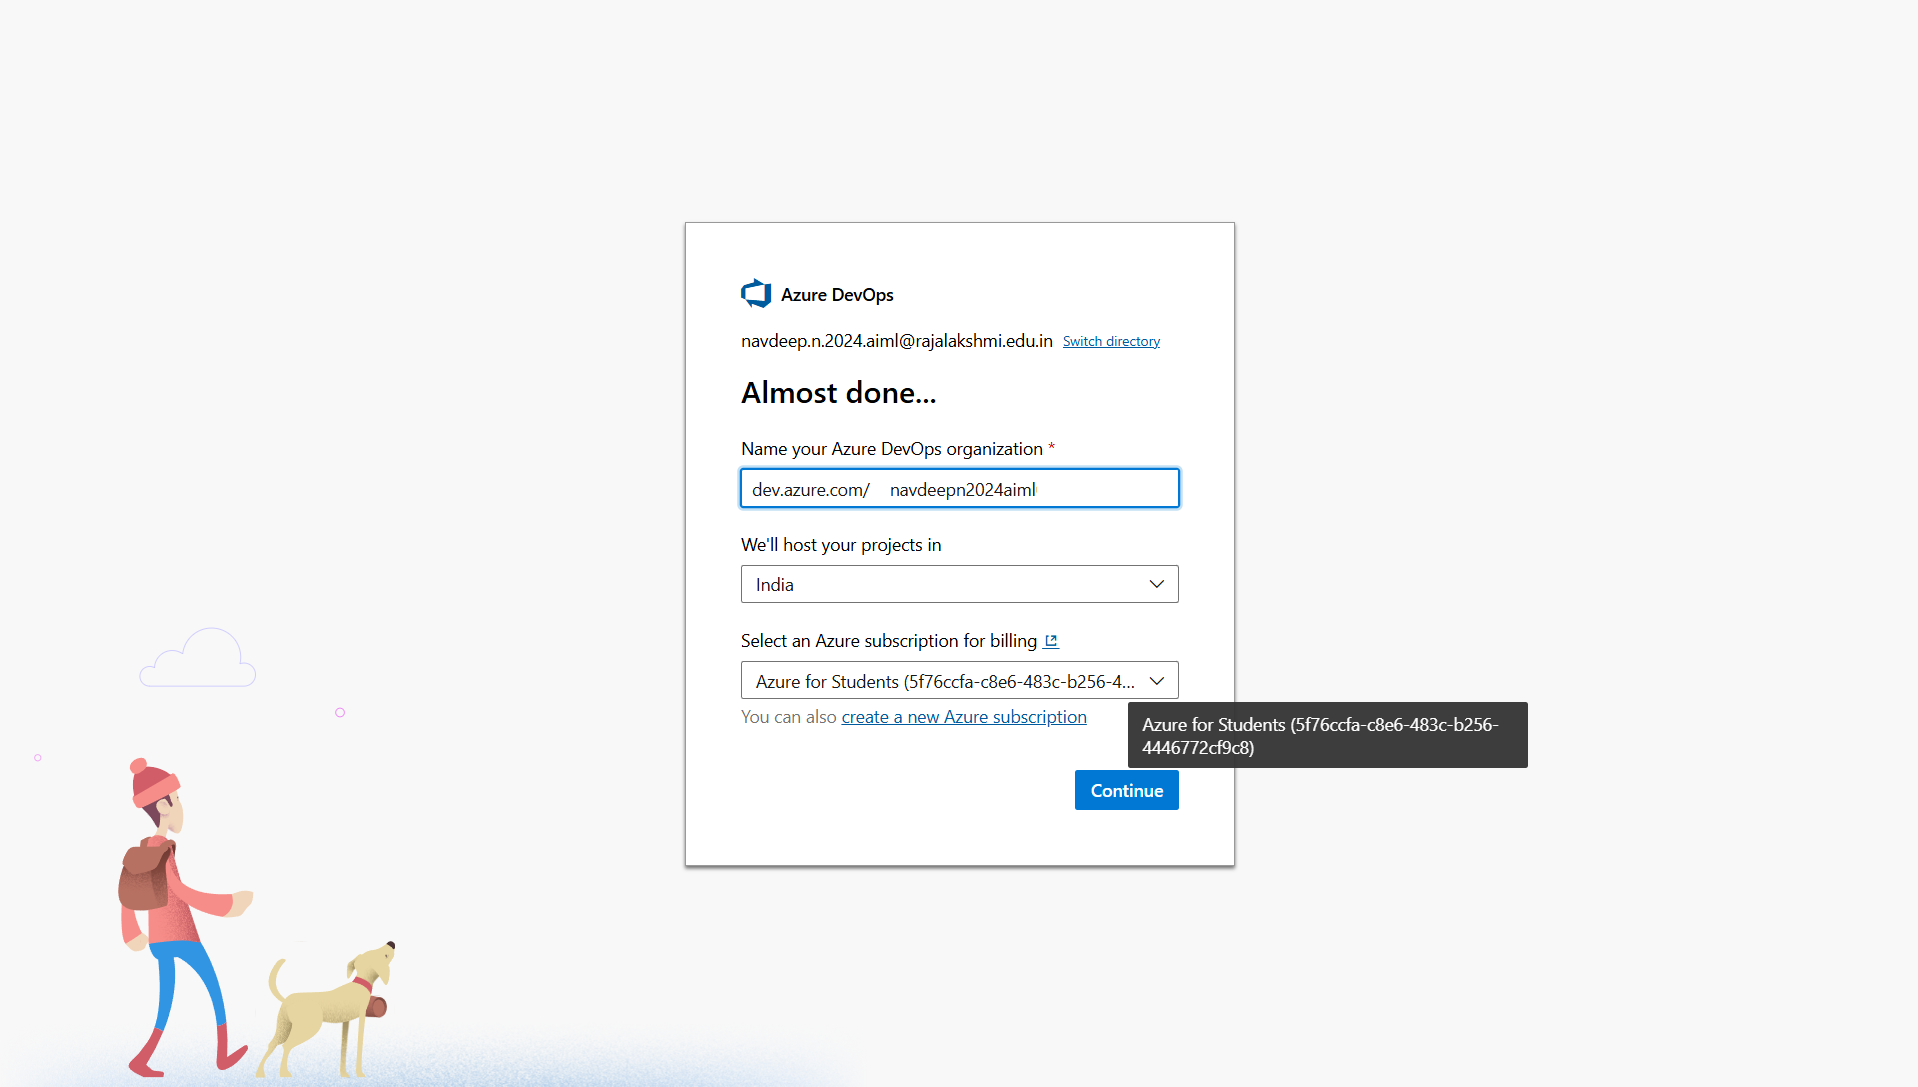 Azure DevOps
navdeep.n.2024.aiml@rajalakshmi.edu.in Switch directory
Almost done...
Name your Azure DevOps organization *
dev.azure.com/ navdeepn2024aiml
We'll host your projects in
India
Select an Azure subscription for billing
Azure for Students (5f76ccfa-c8e6-483c-b256-4...
You can also create a new Azure subscription
Azure for Students (5f76ccfa-c8e6-483c-b256-
4446772cf9c8)
Continue